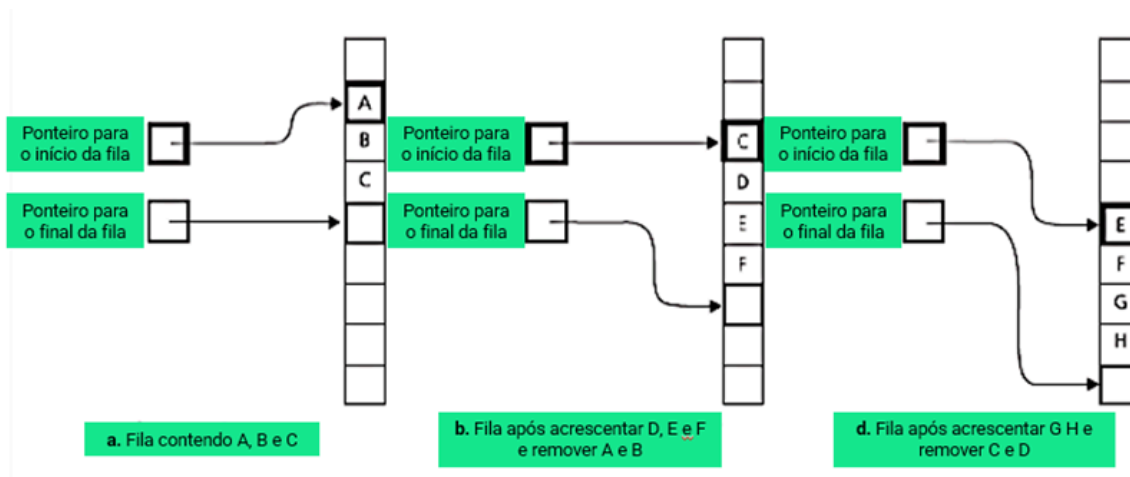 Ponteiro para
o início da fila
Ponteiro para
o final da fila
A
B
C
a. Fila contendo A, B e C
Ponteiro para
o início da fila
Ponteiro para
o final da fila
C
D
E
F
b. Fila após acrescentar D, E e F
e remover A e B
Ponteiro para
o início da fila
Ponteiro para
o final da fila
E
F
G
H
d. Fila após acrescentar G H e
remover C e D